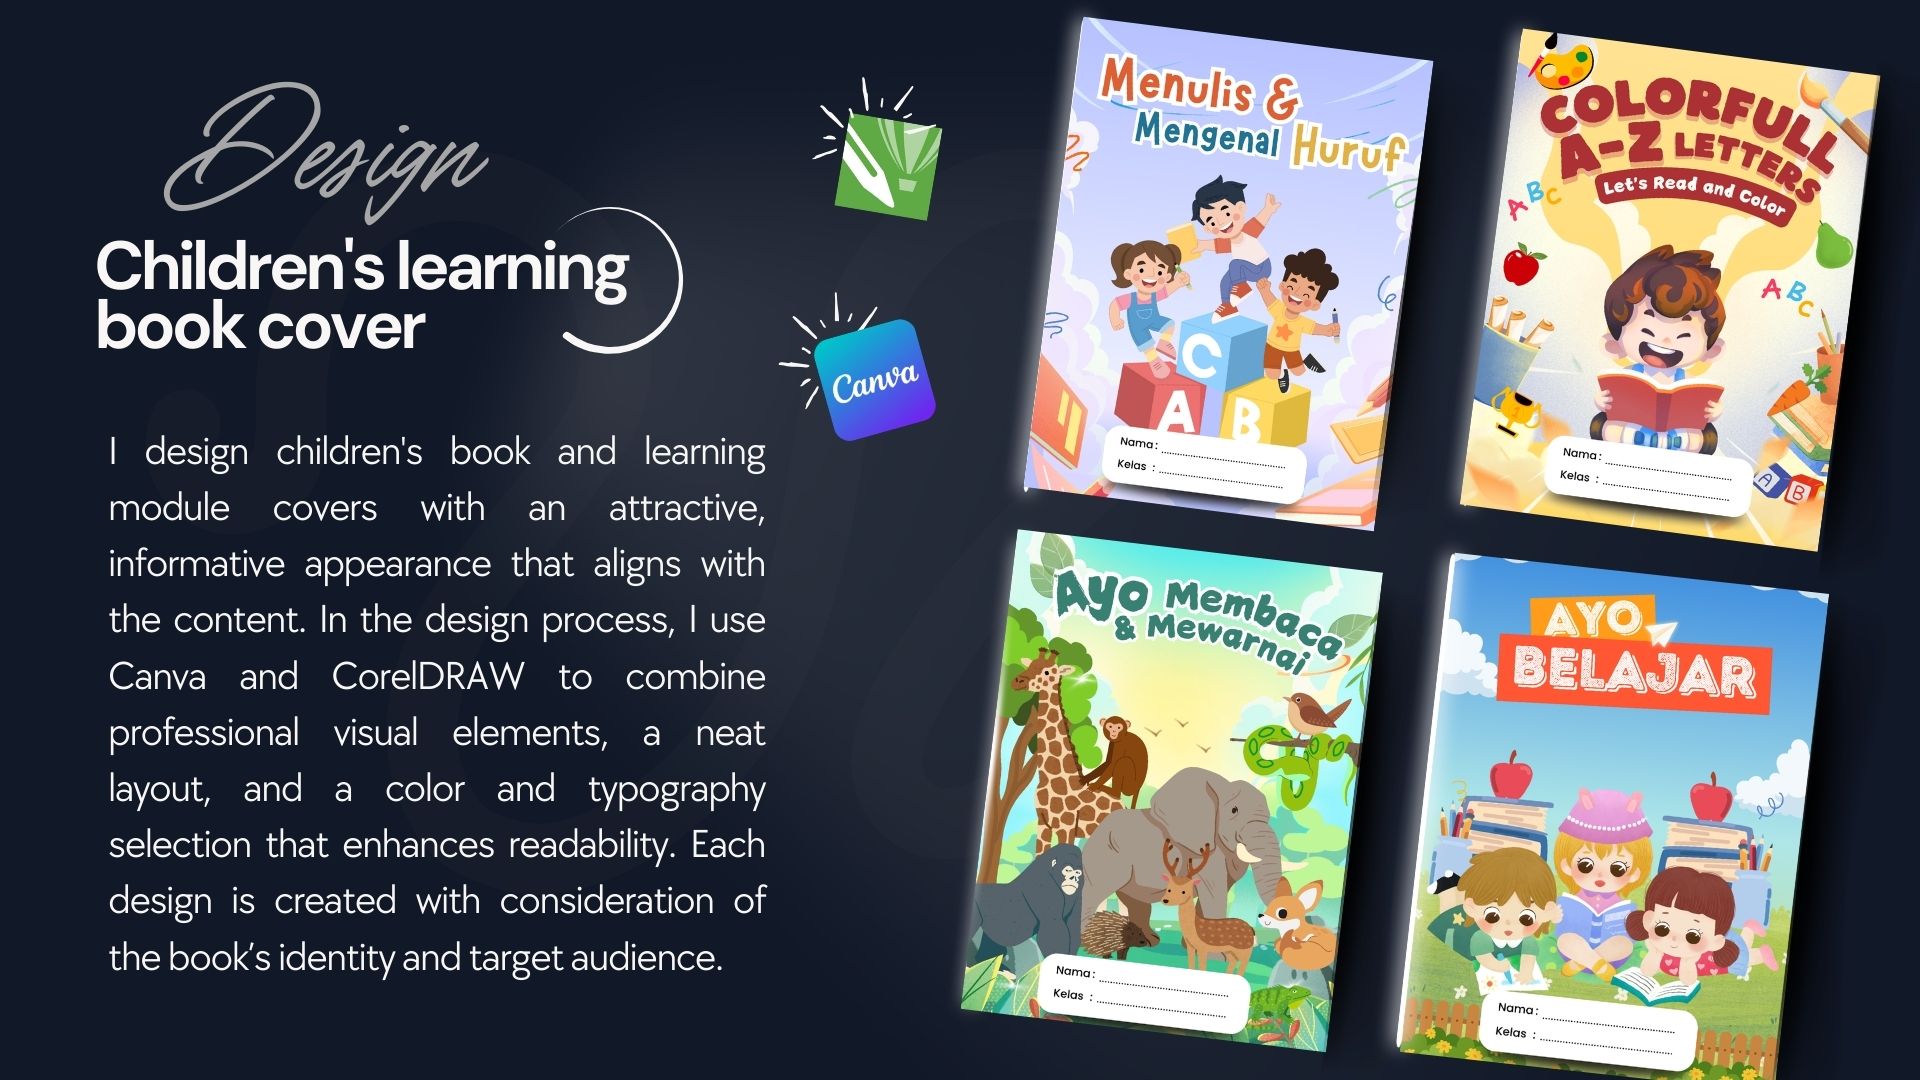 Design
Children's learning
book cover
I design children's book and learning
module covers with an attractive,
informative appearance that aligns with
the content. In the design process, I use
Canva and CorelDRAW to combine
professional visual elements, a neat
layout, and a color and typography
selection that enhances readability. Each
design is created with consideration of
the book’s identity and target audience.
Canva
Menulis &
Mengenal Huruf
C
A B
Nama :
Kelas :
COLORFULL
A-Z LETTERS
Let's Read and Color
A B C
A B C
A B
Nama :
Kelas :
Ayo Membaca
& Mewarnai
Nama :
Kelas :
AYO
BELAJAR
Nama :
Kelas :